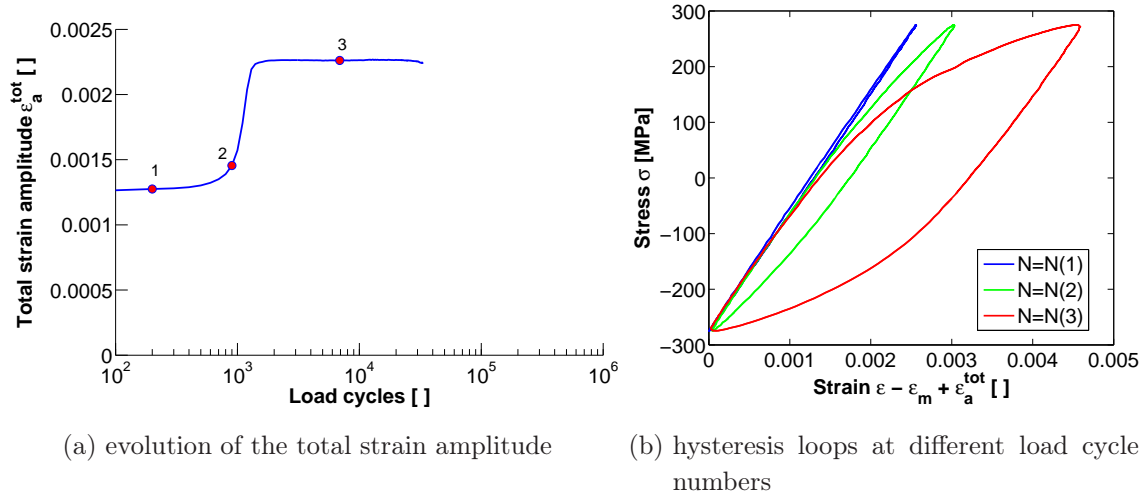 0.0025
0.002
0.0015
0.001
0.0005
0
10^2
10^3
10^4
10^5
10^6
1
2
3
Total strain amplitude ε_a^tot [ ]
Load cycles [ ]
(a) evolution of the total strain amplitude
300
200
100
0
−100
−200
−300
0
0.001
0.002
0.003
0.004
0.005
Stress σ [MPa]
N=N(1)
N=N(2)
N=N(3)
Strain ε − ε_m + ε_a^tot [ ]
(b) hysteresis loops at different load cycle
numbers